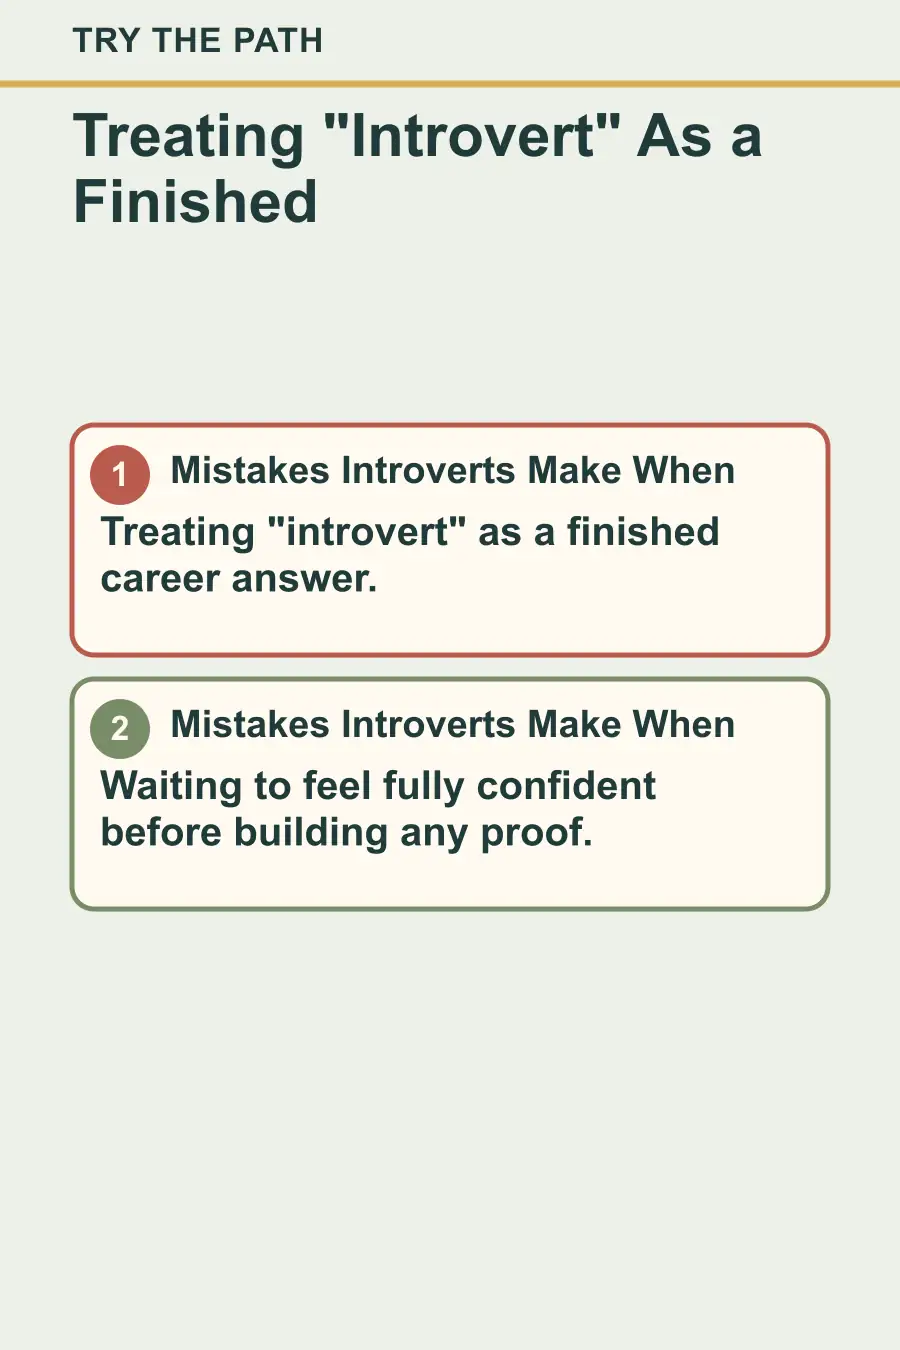 TRY THE PATH
Treating "Introvert" As a
Finished
1 Mistakes Introverts Make When
Treating "introvert" as a finished
career answer.
2 Mistakes Introverts Make When
Waiting to feel fully confident
before building any proof.